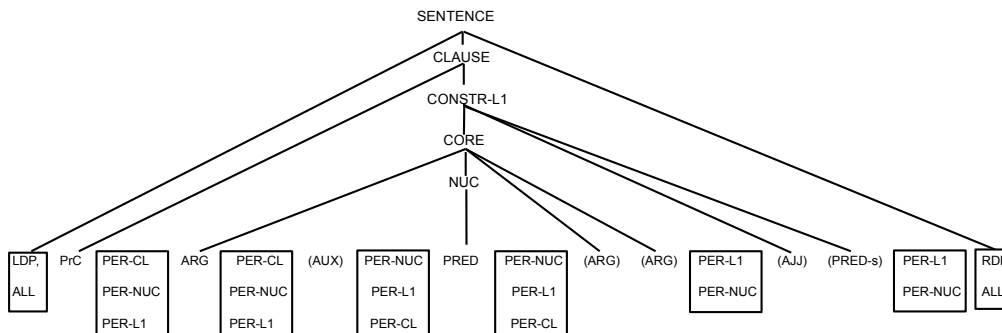 SENTENCE
CLAUSE
CONSTR-L1
CORE
NUC
LDP, PrC PER-CL ARG PER-CL (AUX) PER-NUC PRED PER-NUC (ARG) (ARG) PER-L1 (AJJ) (PRED-s) PER-L1
ALL PER-NUC PER-NUC PER-L1 PER-L1 PER-NUC PER-NUC ALL
PER-L1 PER-L1 PER-CL PER-CL